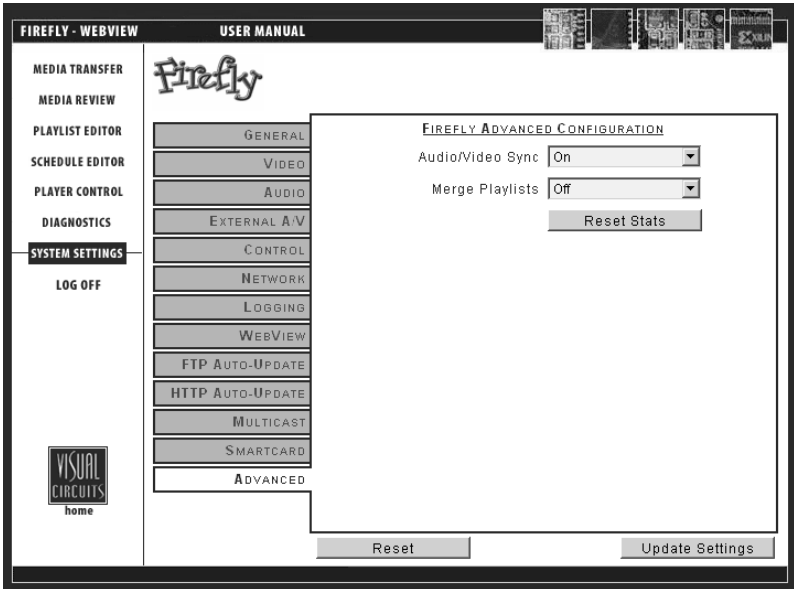 FIREFLY - WEBVIEW
USER MANUAL
XILIN
MEDIA TRANSFER
MEDIA REVIEW
PLAYLIST EDITOR
SCHEDULE EDITOR
PLAYER CONTROL
DIAGNOSTICS
SYSTEM SETTINGS
LOG OFF
VISUAL
CIRCUITS
home
Firefly
GENERAL
VIDEO
AUDIO
EXTERNAL A/V
CONTROL
NETWORK
LOGGING
WEBVIEW
FTP AUTO-UPDATE
HTTP AUTO-UPDATE
MULTICAST
SMARTCARD
ADVANCED
FIREFLY ADVANCED CONFIGURATION
Audio/Video Sync On
Merge Playlists Off
Reset Stats
Reset
Update Settings